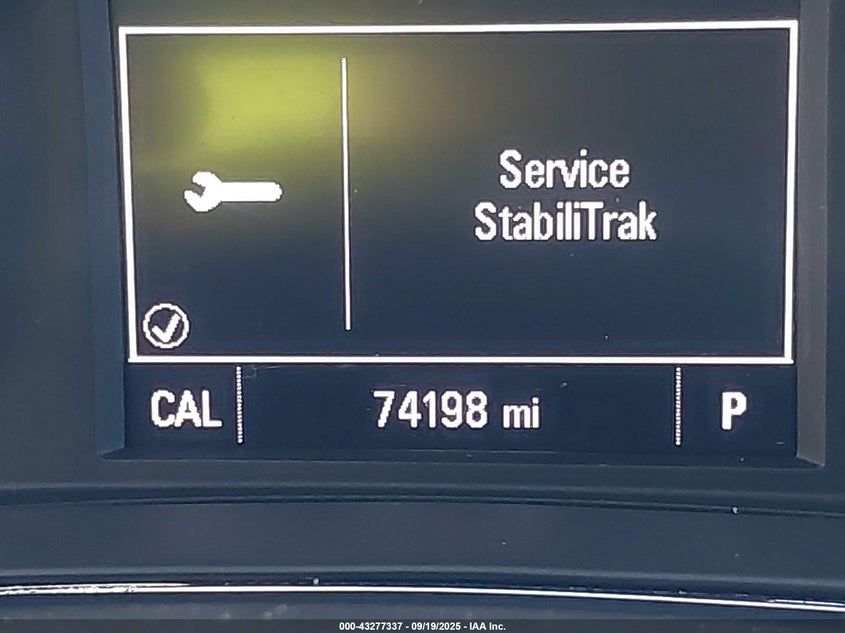 Service
StabiliTrak
CAL 74198 mi P
000-43277337 - 09/19/2025 - IAA Inc.